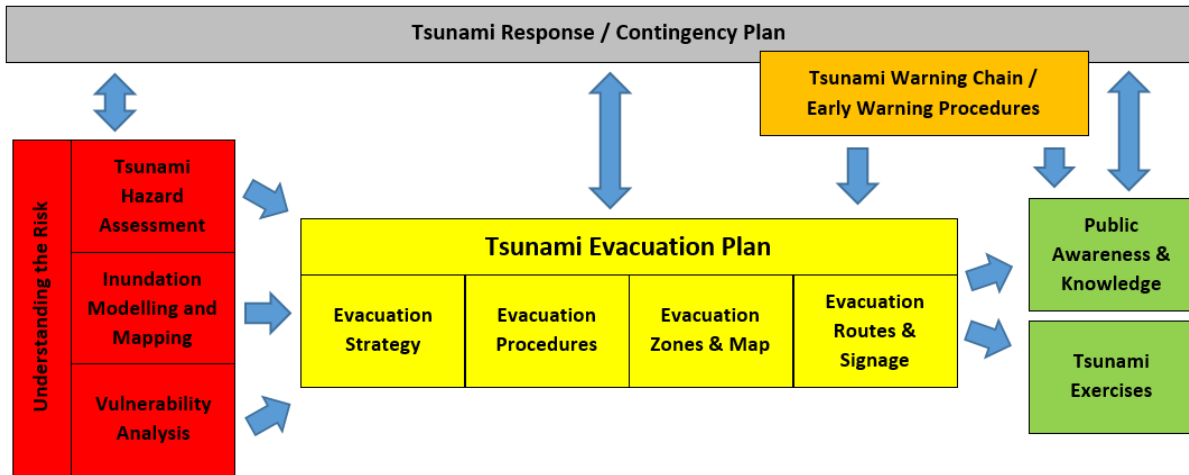 Tsunami Response / Contingency Plan
Tsunami Warning Chain /
Early Warning Procedures
Understanding the Risk
Tsunami
Hazard
Assessment
Inundation
Modelling and
Mapping
Vulnerability
Analysis
Tsunami Evacuation Plan
Evacuation
Strategy
Evacuation
Procedures
Evacuation
Zones & Map
Evacuation
Routes &
Signage
Public
Awareness &
Knowledge
Tsunami
Exercises